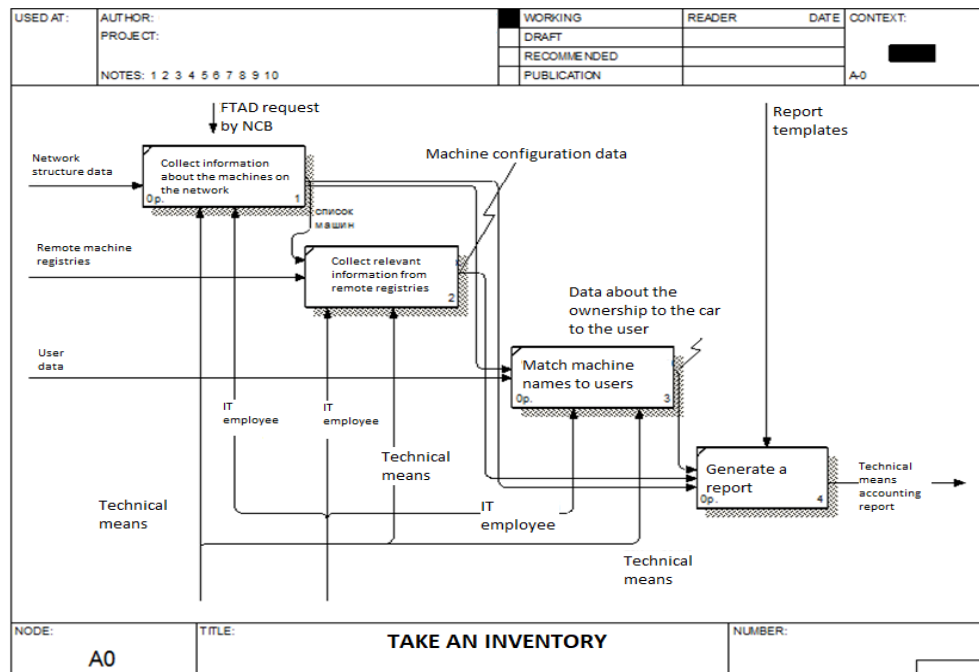 USED AT:
AUTHOR:
PROJECT:
NOTES: 1 2 3 4 5 6 7 8 9 10
WORKING
DRAFT
RECOMMENDED
PUBLICATION
READER
DATE
CONTEXT:
A-0
FTAD request
by NCB
Report
templates
Network
structure data
Collect information
about the machines on
the network
0р.
1
Machine configuration data
список
машин
Remote machine
registries
Collect relevant
information from
remote registries
2
Data about the
ownership to the car
to the user
User
data
Match machine
names to users
0р.
3
IT
employee
IT
employee
Technical
means
Generate a
report
0р.
4
Technical
means
accounting
report
Technical
means
IT
employee
Technical
means
NODE:
A0
TITLE:
TAKE AN INVENTORY
NUMBER: